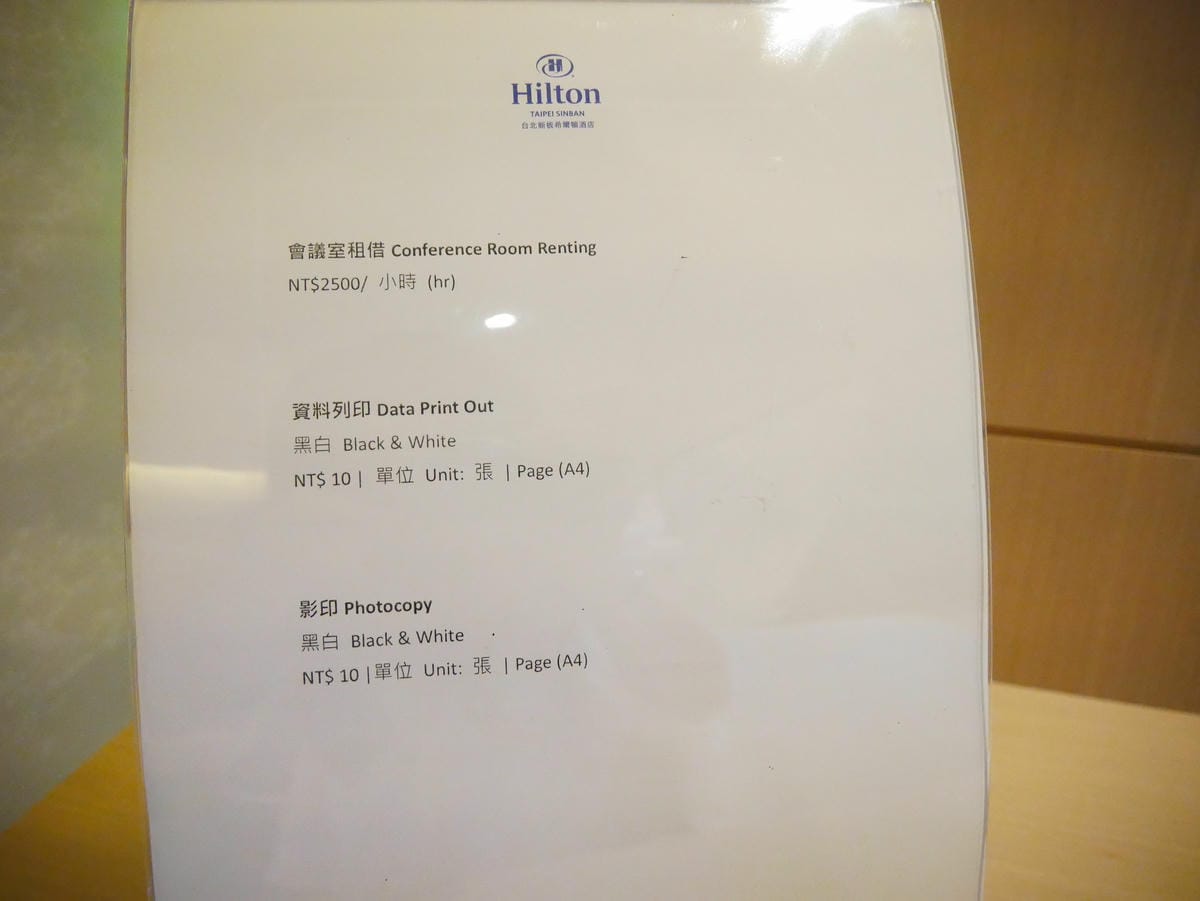 H
Hilton
TAIPEI SINBAN
台北新板希爾頓酒店
會議室租借 Conference Room Renting
NT$2500/ 小時 (hr)
資料列印 Data Print Out
黑白 Black & White
NT$ 10 | 單位 Unit: 張 | Page (A4)
影印 Photocopy
黑白 Black & White
NT$ 10 |單位 Unit: 張 | Page (A4)